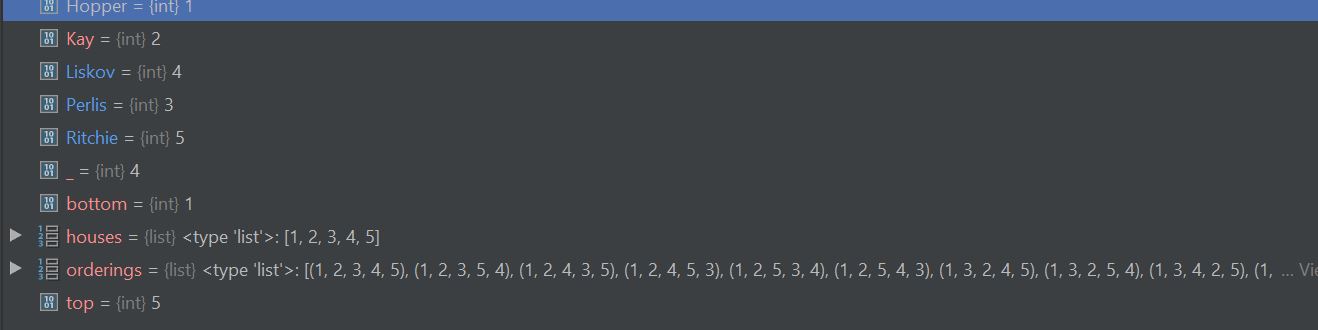 Hopper = {int} 1
Kay = {int} 2
Liskov = {int} 4
Perlis = {int} 3
Ritchie = {int} 5
_ = {int} 4
bottom = {int} 1
houses = {list} <type 'list'>: [1, 2, 3, 4, 5]
orderings = {list} <type 'list'>: [(1, 2, 3, 4, 5), (1, 2, 3, 5, 4), (1, 2, 4, 3, 5), (1, 2, 4, 5, 3), (1, 2, 5, 3, 4), (1, 2, 5, 4, 3), (1, 3, 2, 4, 5), (1, 3, 2, 5, 4), (1, 3, 4, 2, 5), (1, ... Vie
top = {int} 5